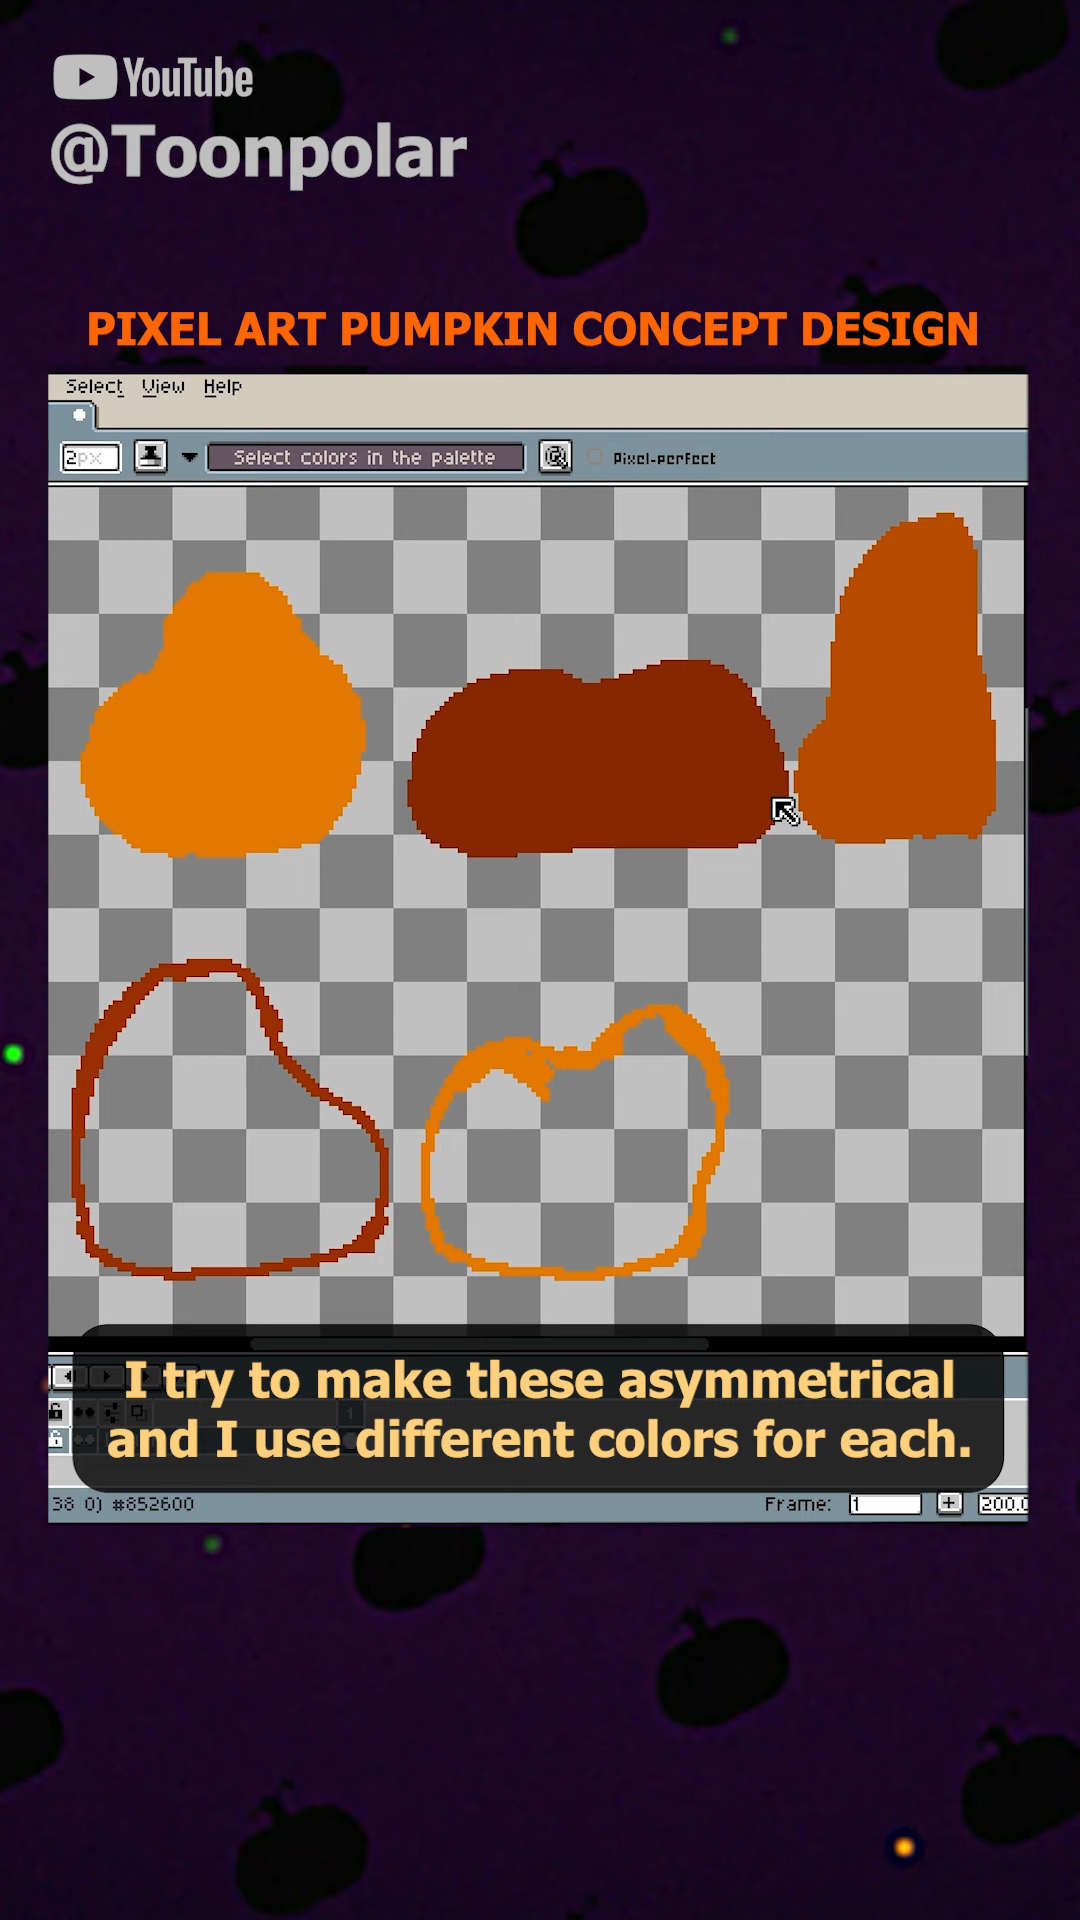 YouTube
@Toonpolar
PIXEL ART PUMPKIN CONCEPT DESIGN
Select View Help
2px Select colors in the palette Pixel-perfect
I try to make these asymmetrical
and I use different colors for each.
1
38 0) #852600 Frame: 1 + 200.0